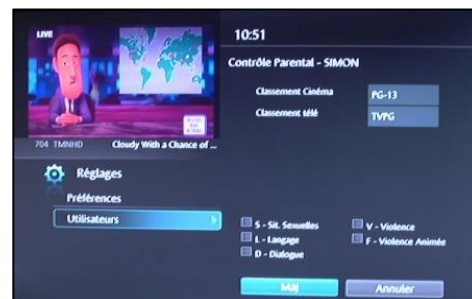 LIVE
10:51
Contrôle Parental - SIMON
Classement Cinéma
PG-13
Classement télé
TVPG
704 TMNHD
Cloudy With a Chance of ...
Réglages
Préférences
Utilisateurs
S - Sit. Sexuelles
V - Violence
L - Langage
F - Violence Animée
D - Dialogue
Màj
Annuler